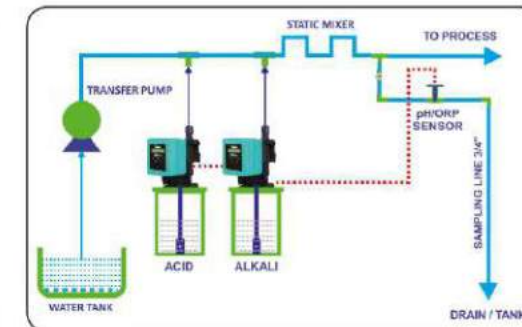 STATIC MIXER
TO PROCESS
TRANSFER PUMP
pH/ORP
SENSOR
SAMPLING LINE 3/4"
ACID
ALKALI
WATER TANK
DRAIN / TANK